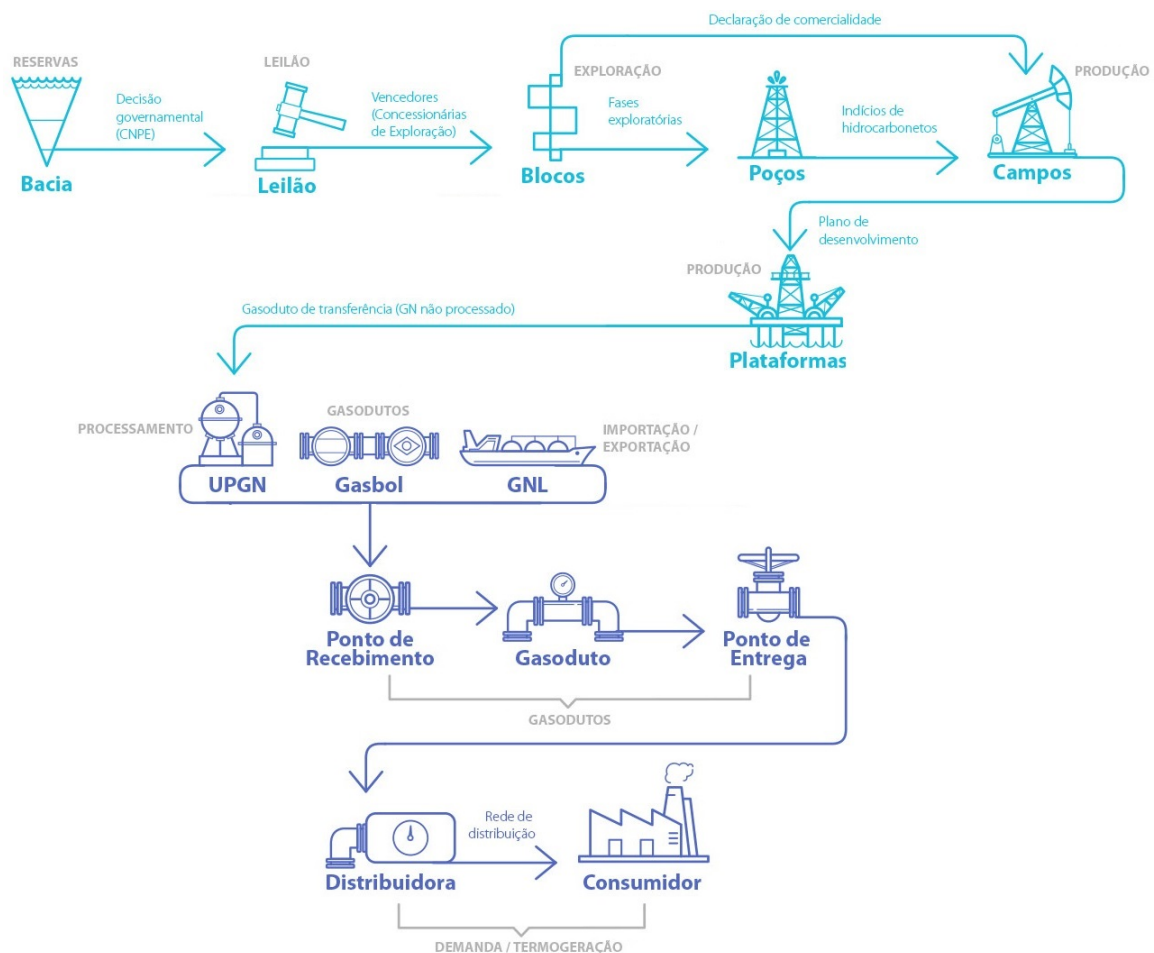 Declaração de comercialidade
RESERVAS
LEILÃO
EXPLORAÇÃO
PRODUÇÃO
Decisão
governamental
(CNPE)
Vencedores
(Concessionárias
de Exploração)
Fases
exploratórias
Indícios de
hidrocarbonetos
Bacia
Leilão
Blocos
Poços
Campos
Plano de
desenvolvimento
PRODUÇÃO
Gasoduto de transferência (GN não processado)
Plataformas
PROCESSAMENTO
GASODUTOS
IMPORTAÇÃO /
EXPORTAÇÃO
UPGN
Gasbol
GNL
Ponto de
Recebimento
Gasoduto
Ponto de
Entrega
GASODUTOS
Rede de
distribuição
Distribuidora
Consumidor
DEMANDA / TERMOGERAÇÃO